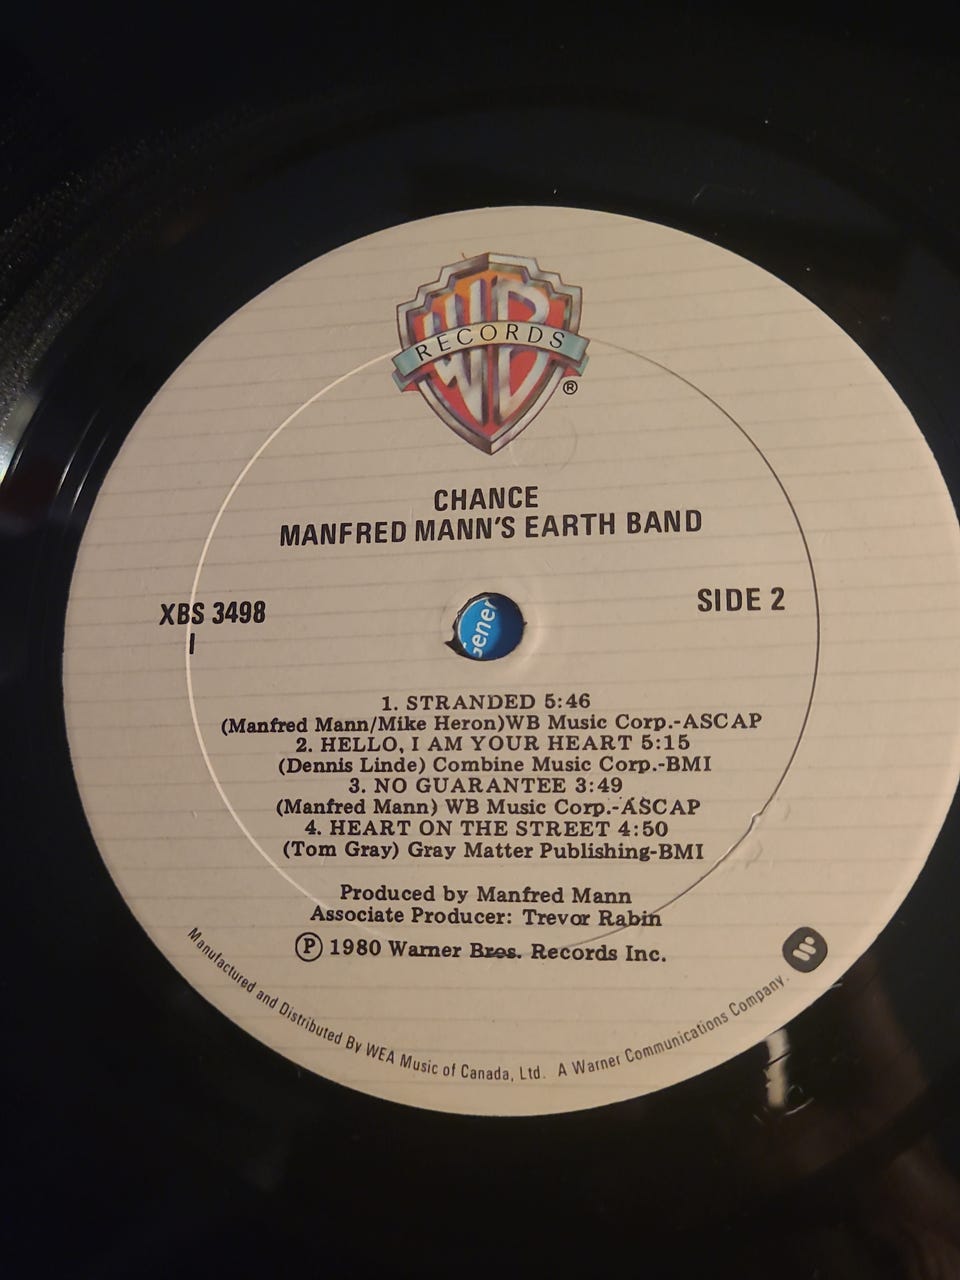 WB
RECORDS
®
CHANCE
MANFRED MANN'S EARTH BAND
XBS 3498
SIDE 2
ener
1. STRANDED 5:46
(Manfred Mann/Mike Heron)WB Music Corp.-ASCAP
2. HELLO, I AM YOUR HEART 5:15
(Dennis Linde) Combine Music Corp.-BMI
3. NO GUARANTEE 3:49
(Manfred Mann) WB Music Corp.-ASCAP
4. HEART ON THE STREET 4:50
(Tom Gray) Gray Matter Publishing-BMI
Produced by Manfred Mann
Associate Producer: Trevor Rabin
Ⓟ 1980 Warner Bros. Records Inc.
Manufactured and Distributed By WEA Music of Canada, Ltd. A Warner Communications Company.